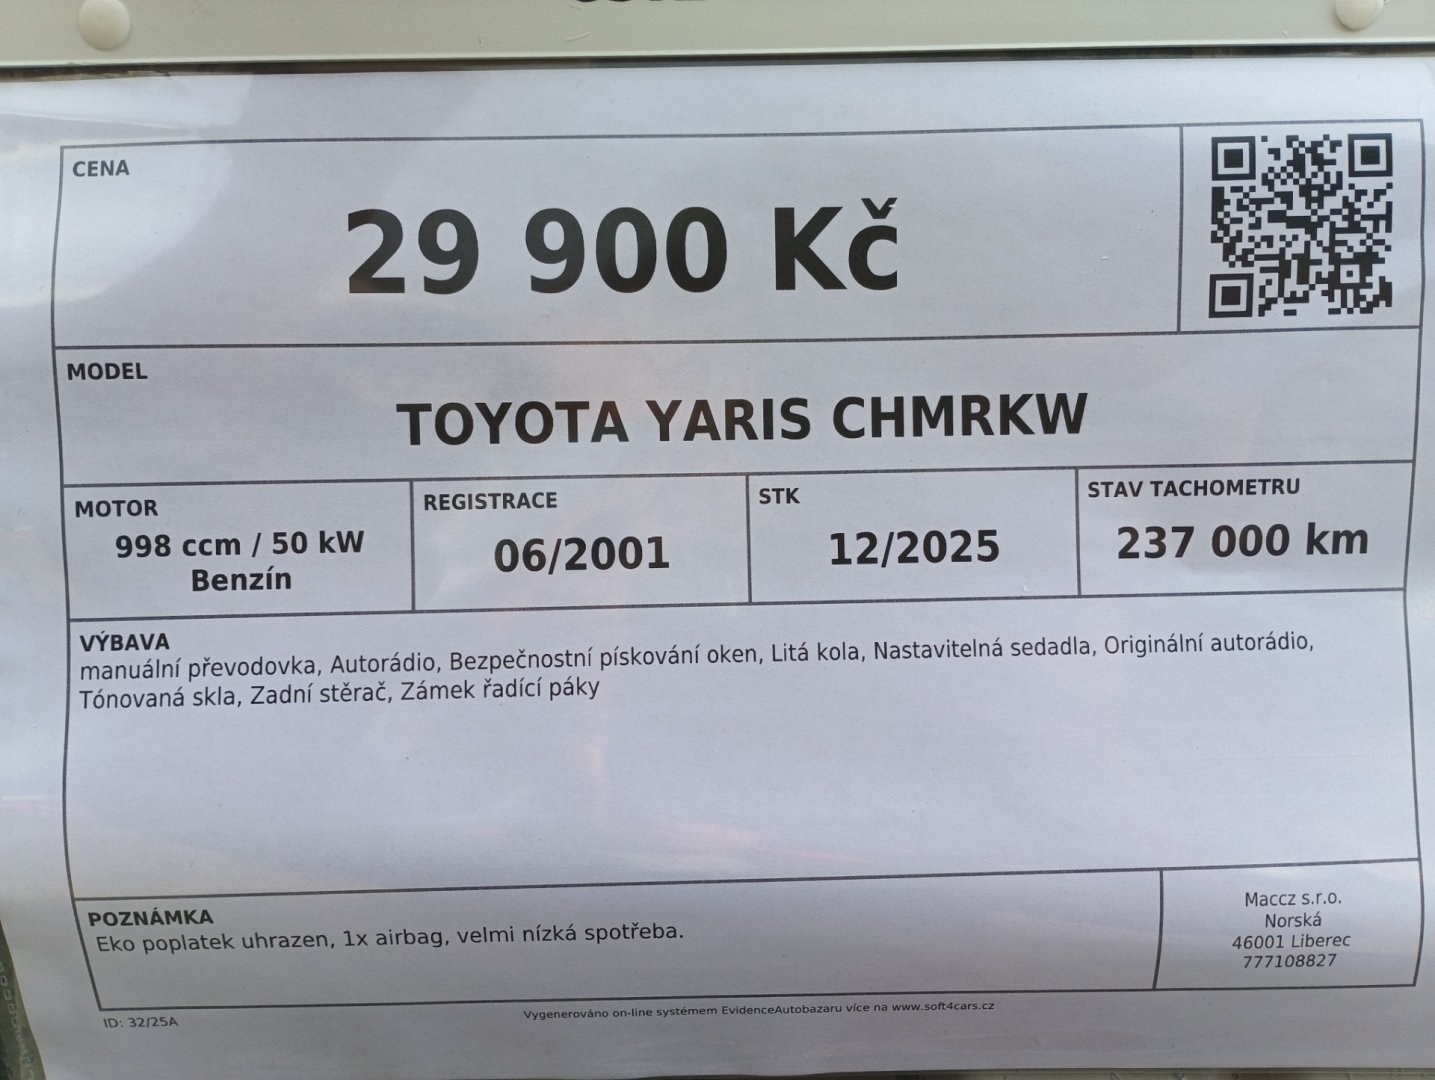 CENA
29 900 Kč
MODEL
TOYOTA YARIS CHMRKW
MOTOR
998 ccm / 50 kW
Benzín
REGISTRACE
06/2001
STK
12/2025
STAV TACHOMETRU
237 000 km
VÝBAVA
manuální převodovka, Autorádio, Bezpečnostní pískování oken, Litá kola, Nastavitelná sedadla, Originální autorádio,
Tónovaná skla, Zadní stěrač, Zámek řadící páky
POZNÁMKA
Eko poplatek uhrazen, 1x airbag, velmi nízká spotřeba.
Maccz s.r.o.
Norská
46001 Liberec
777108827
ID: 32/25A
Vygenerováno on-line systémem EvidenceAutobazaru více na www.soft4cars.cz